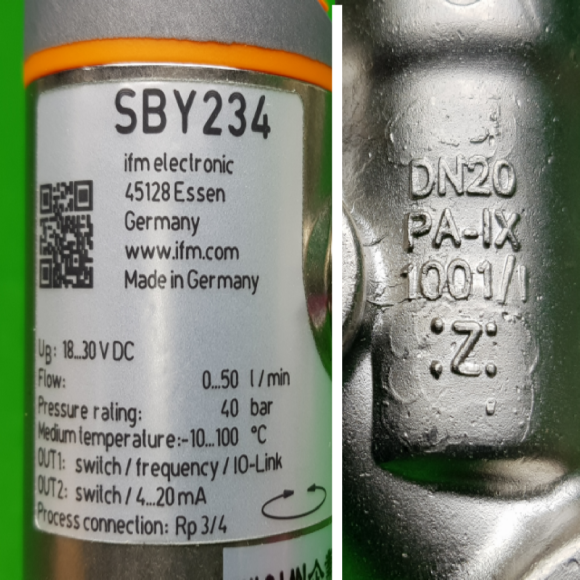 SBY234
ifm electronic
45128 Essen
Germany
www.ifm.com
Made in Germany
UB: 18...30 V DC
Flow: 0...50 l/min
Pressure rating: 40 bar
Medium temperature:-10...100 °C
OUT1: switch / frequency / IO-Link
OUT2: switch / 4...20 mA
Process connection: Rp 3/4
DN20
PA-IX
1001/I
Z